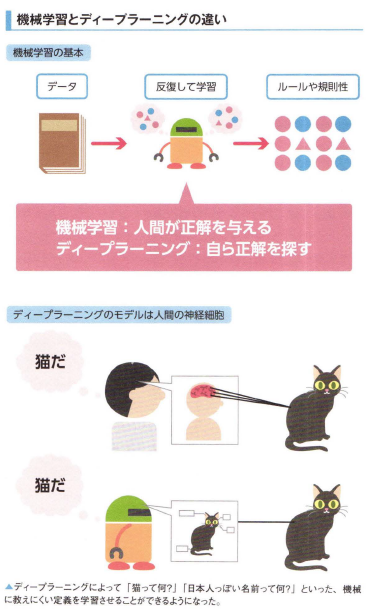 機械学習とディープラーニングの違い
機械学習の基本
データ
反復して学習
ルールや規則性
機械学習：人間が正解を与える
ディープラーニング：自ら正解を探す
ディープラーニングのモデルは人間の神経細胞
猫だ
猫だ
▲ディープラーニングによって「猫って何?」「日本人っぽい名前って何?」といった、機械
に教えにくい定義を学習させることができるようになった。